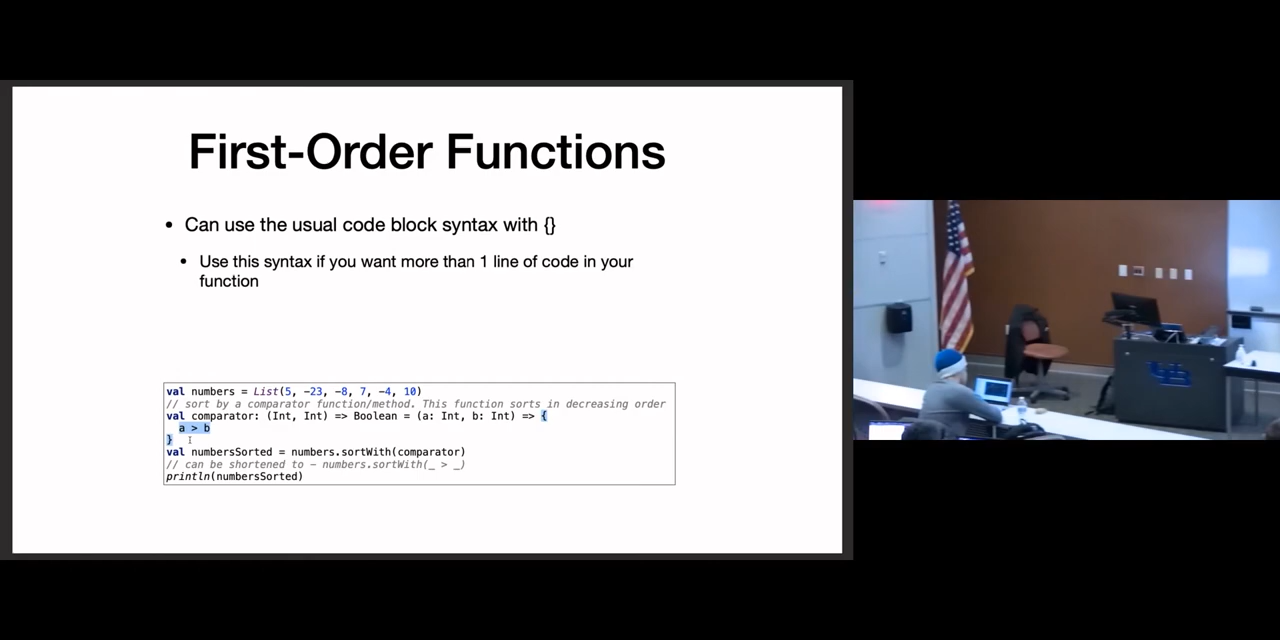 First-Order Functions
• Can use the usual code block syntax with {}
• Use this syntax if you want more than 1 line of code in your
function
val numbers = List(5, -23, -8, 7, -4, 10)
// sort by a comparator function/method. This function sorts in decreasing order
val comparator: (Int, Int) => Boolean = (a: Int, b: Int) => {
a > b
}
val numbersSorted = numbers.sortWith(comparator)
// can be shortened to - numbers.sortWith(_ > _)
println(numbersSorted)